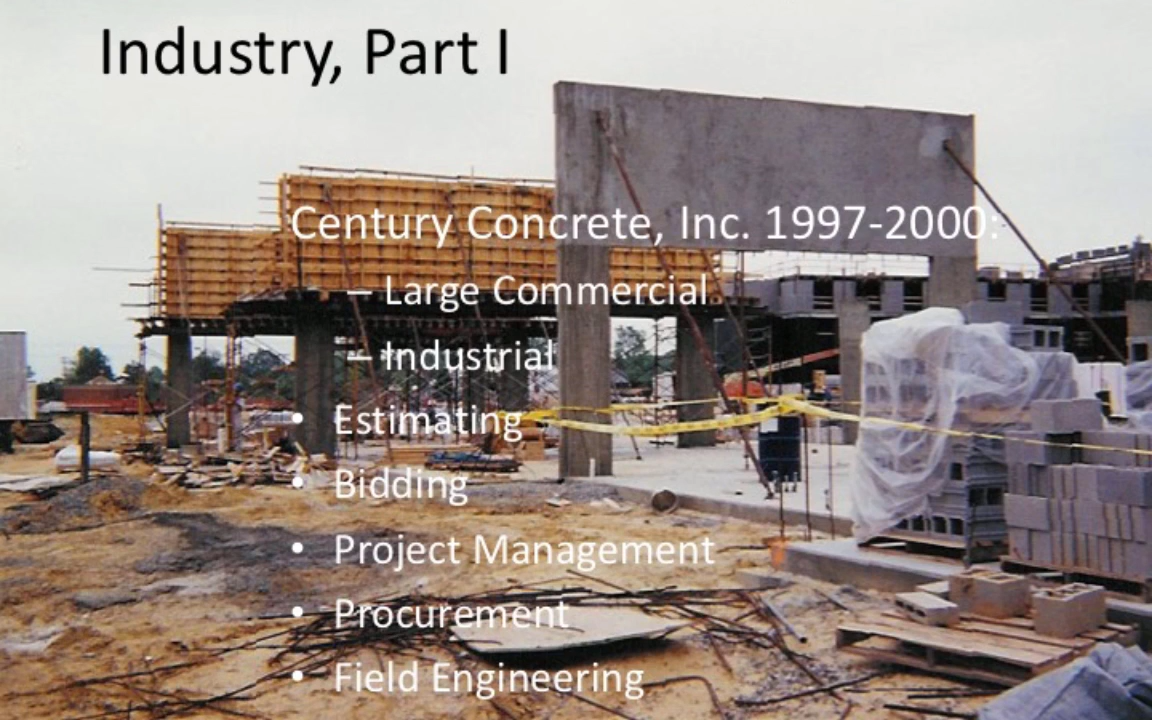 Industry, Part I
Century Concrete, Inc. 1997-2000:
– Large Commercial
– Industrial
• Estimating
• Bidding
• Project Management
• Procurement
• Field Engineering